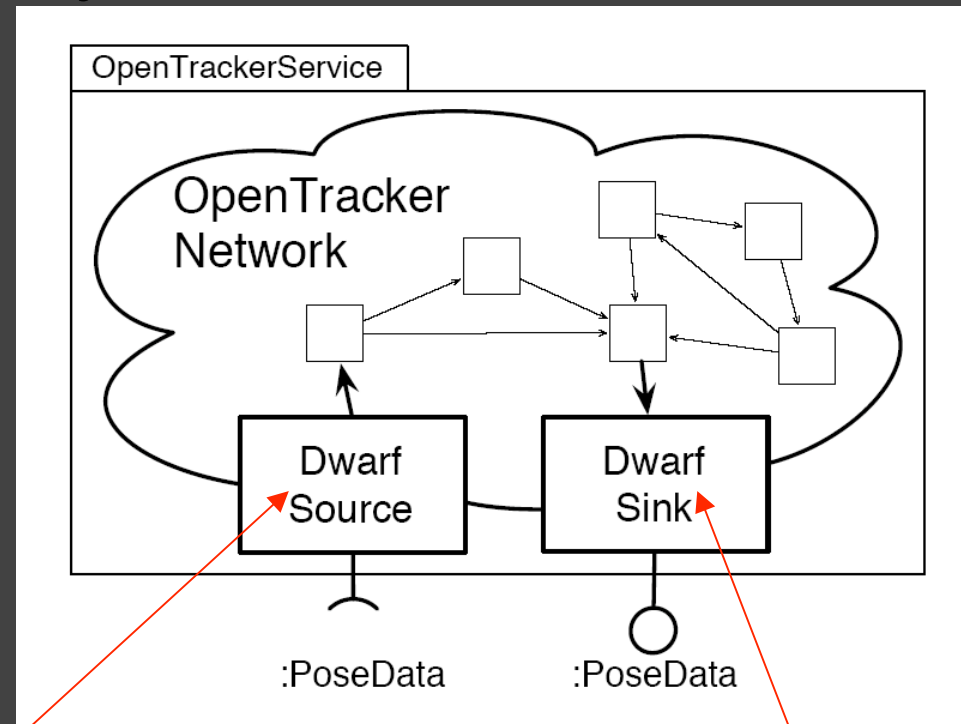 OpenTrackerService
OpenTracker
Network
Dwarf
Source
Dwarf
Sink
:PoseData
:PoseData